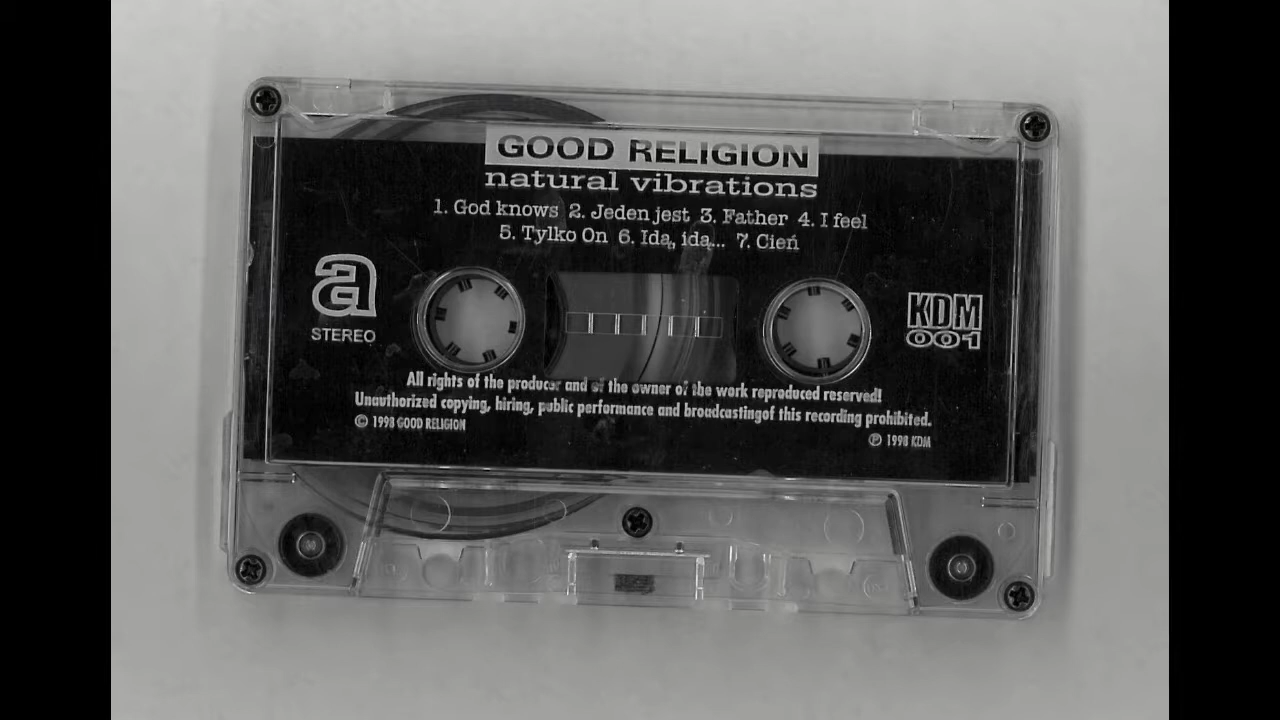 GOOD RELIGION
natural vibrations
1. God knows 2. Jeden jest 3. Father 4. I feel
5. Tylko On 6. Idą, idą... 7. Cień
a
STEREO
KDM
001
All rights of the producer and of the owner of the work reproduced reserved!
Unauthorized copying, hiring, public performance and broadcastingof this recording prohibited.
© 1998 GOOD RELIGION
℗ 1998 KDM